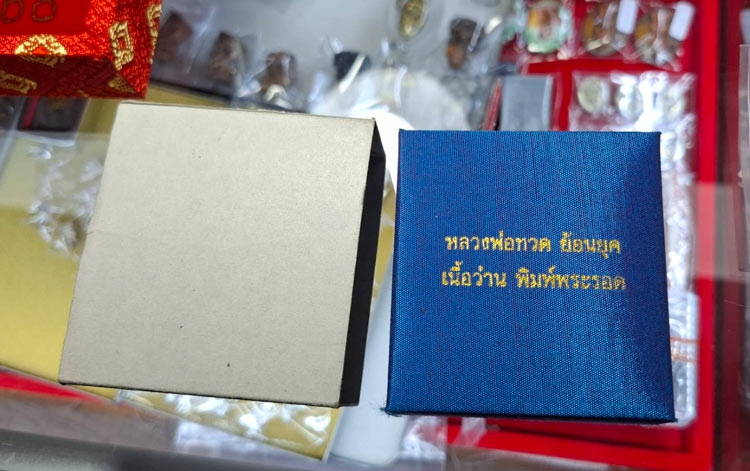 68
หลวงพ่อทวด ย้อนยุค
เนื้อว่าน พิมพ์พระรอด